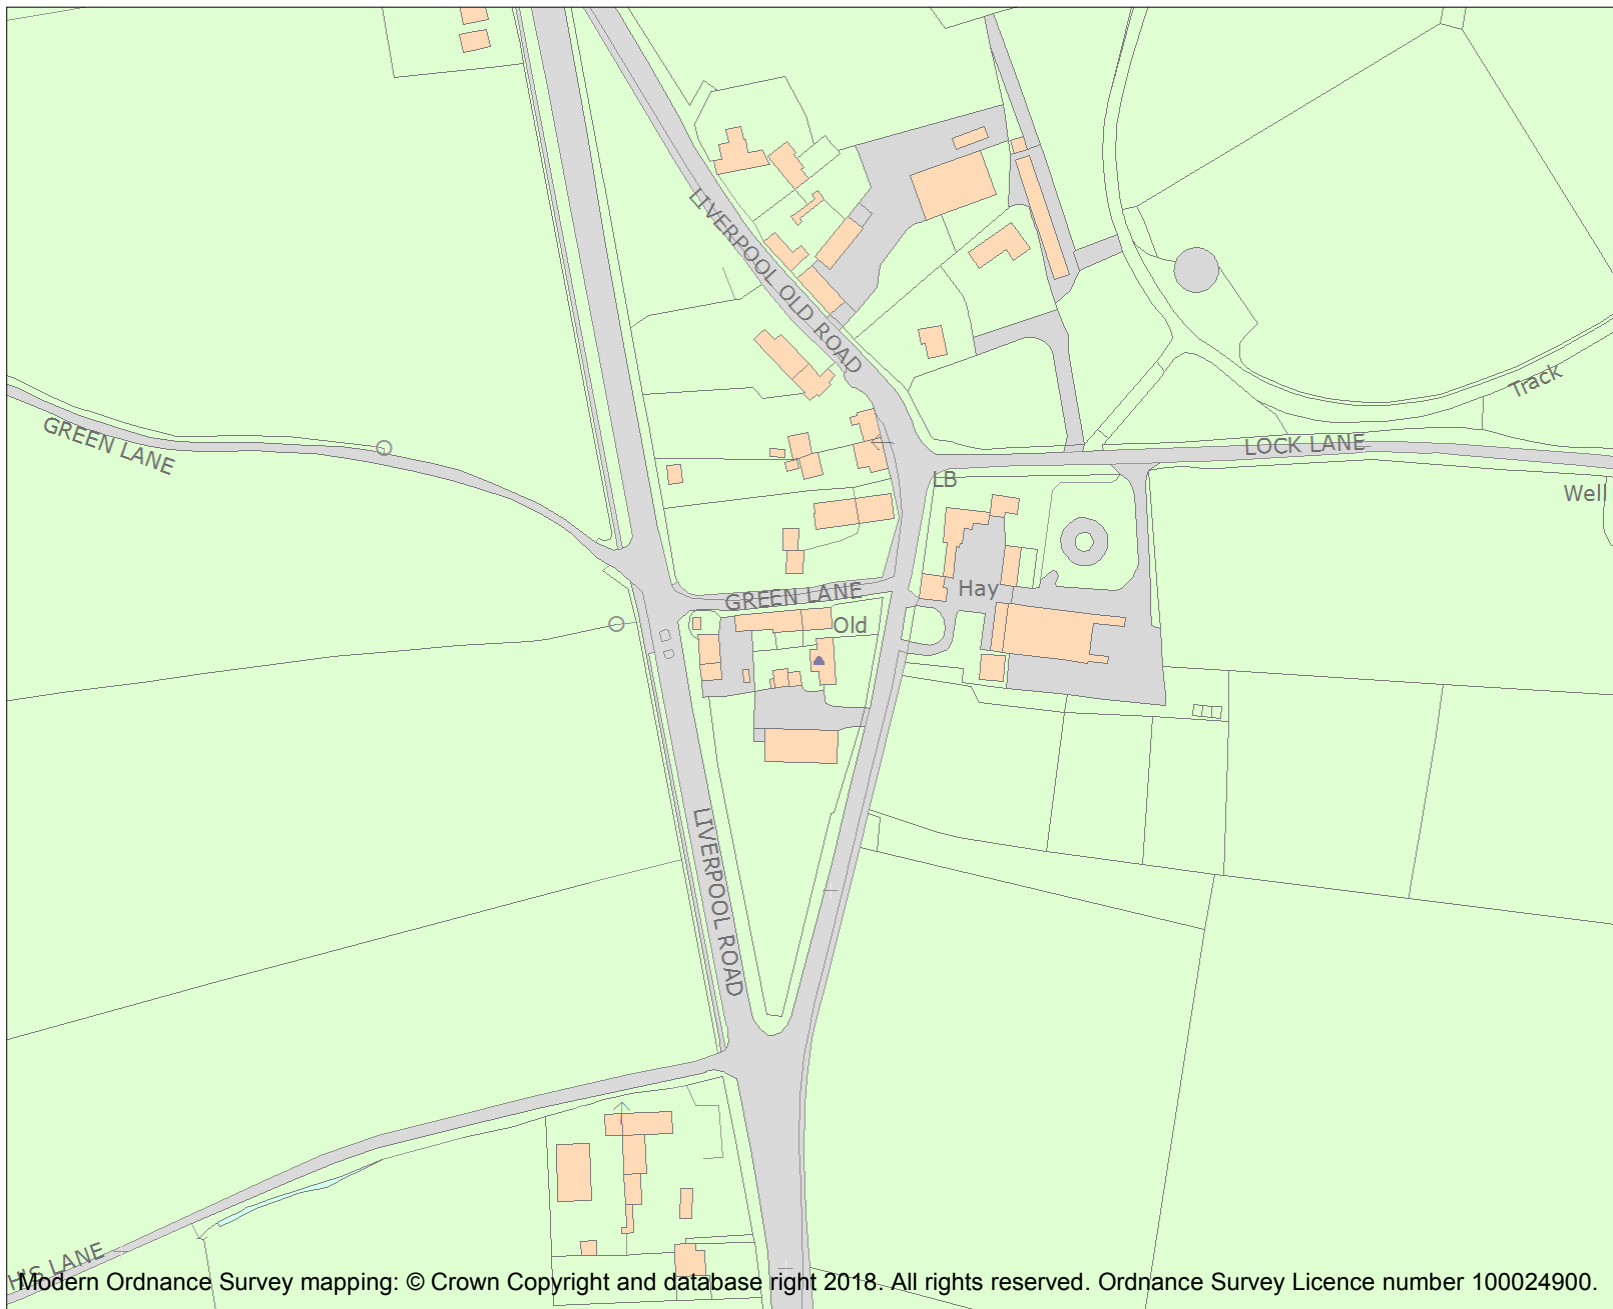 LIVERPOOL OLD ROAD
Track
GREEN LANE
LOCK LANE
LB
Well
Hay
GREEN LANE
Old
LIVERPOOL ROAD
H'S LANE
Modern Ordnance Survey mapping: © Crown Copyright and database right 2018. All rights reserved. Ordnance Survey Licence number 100024900.